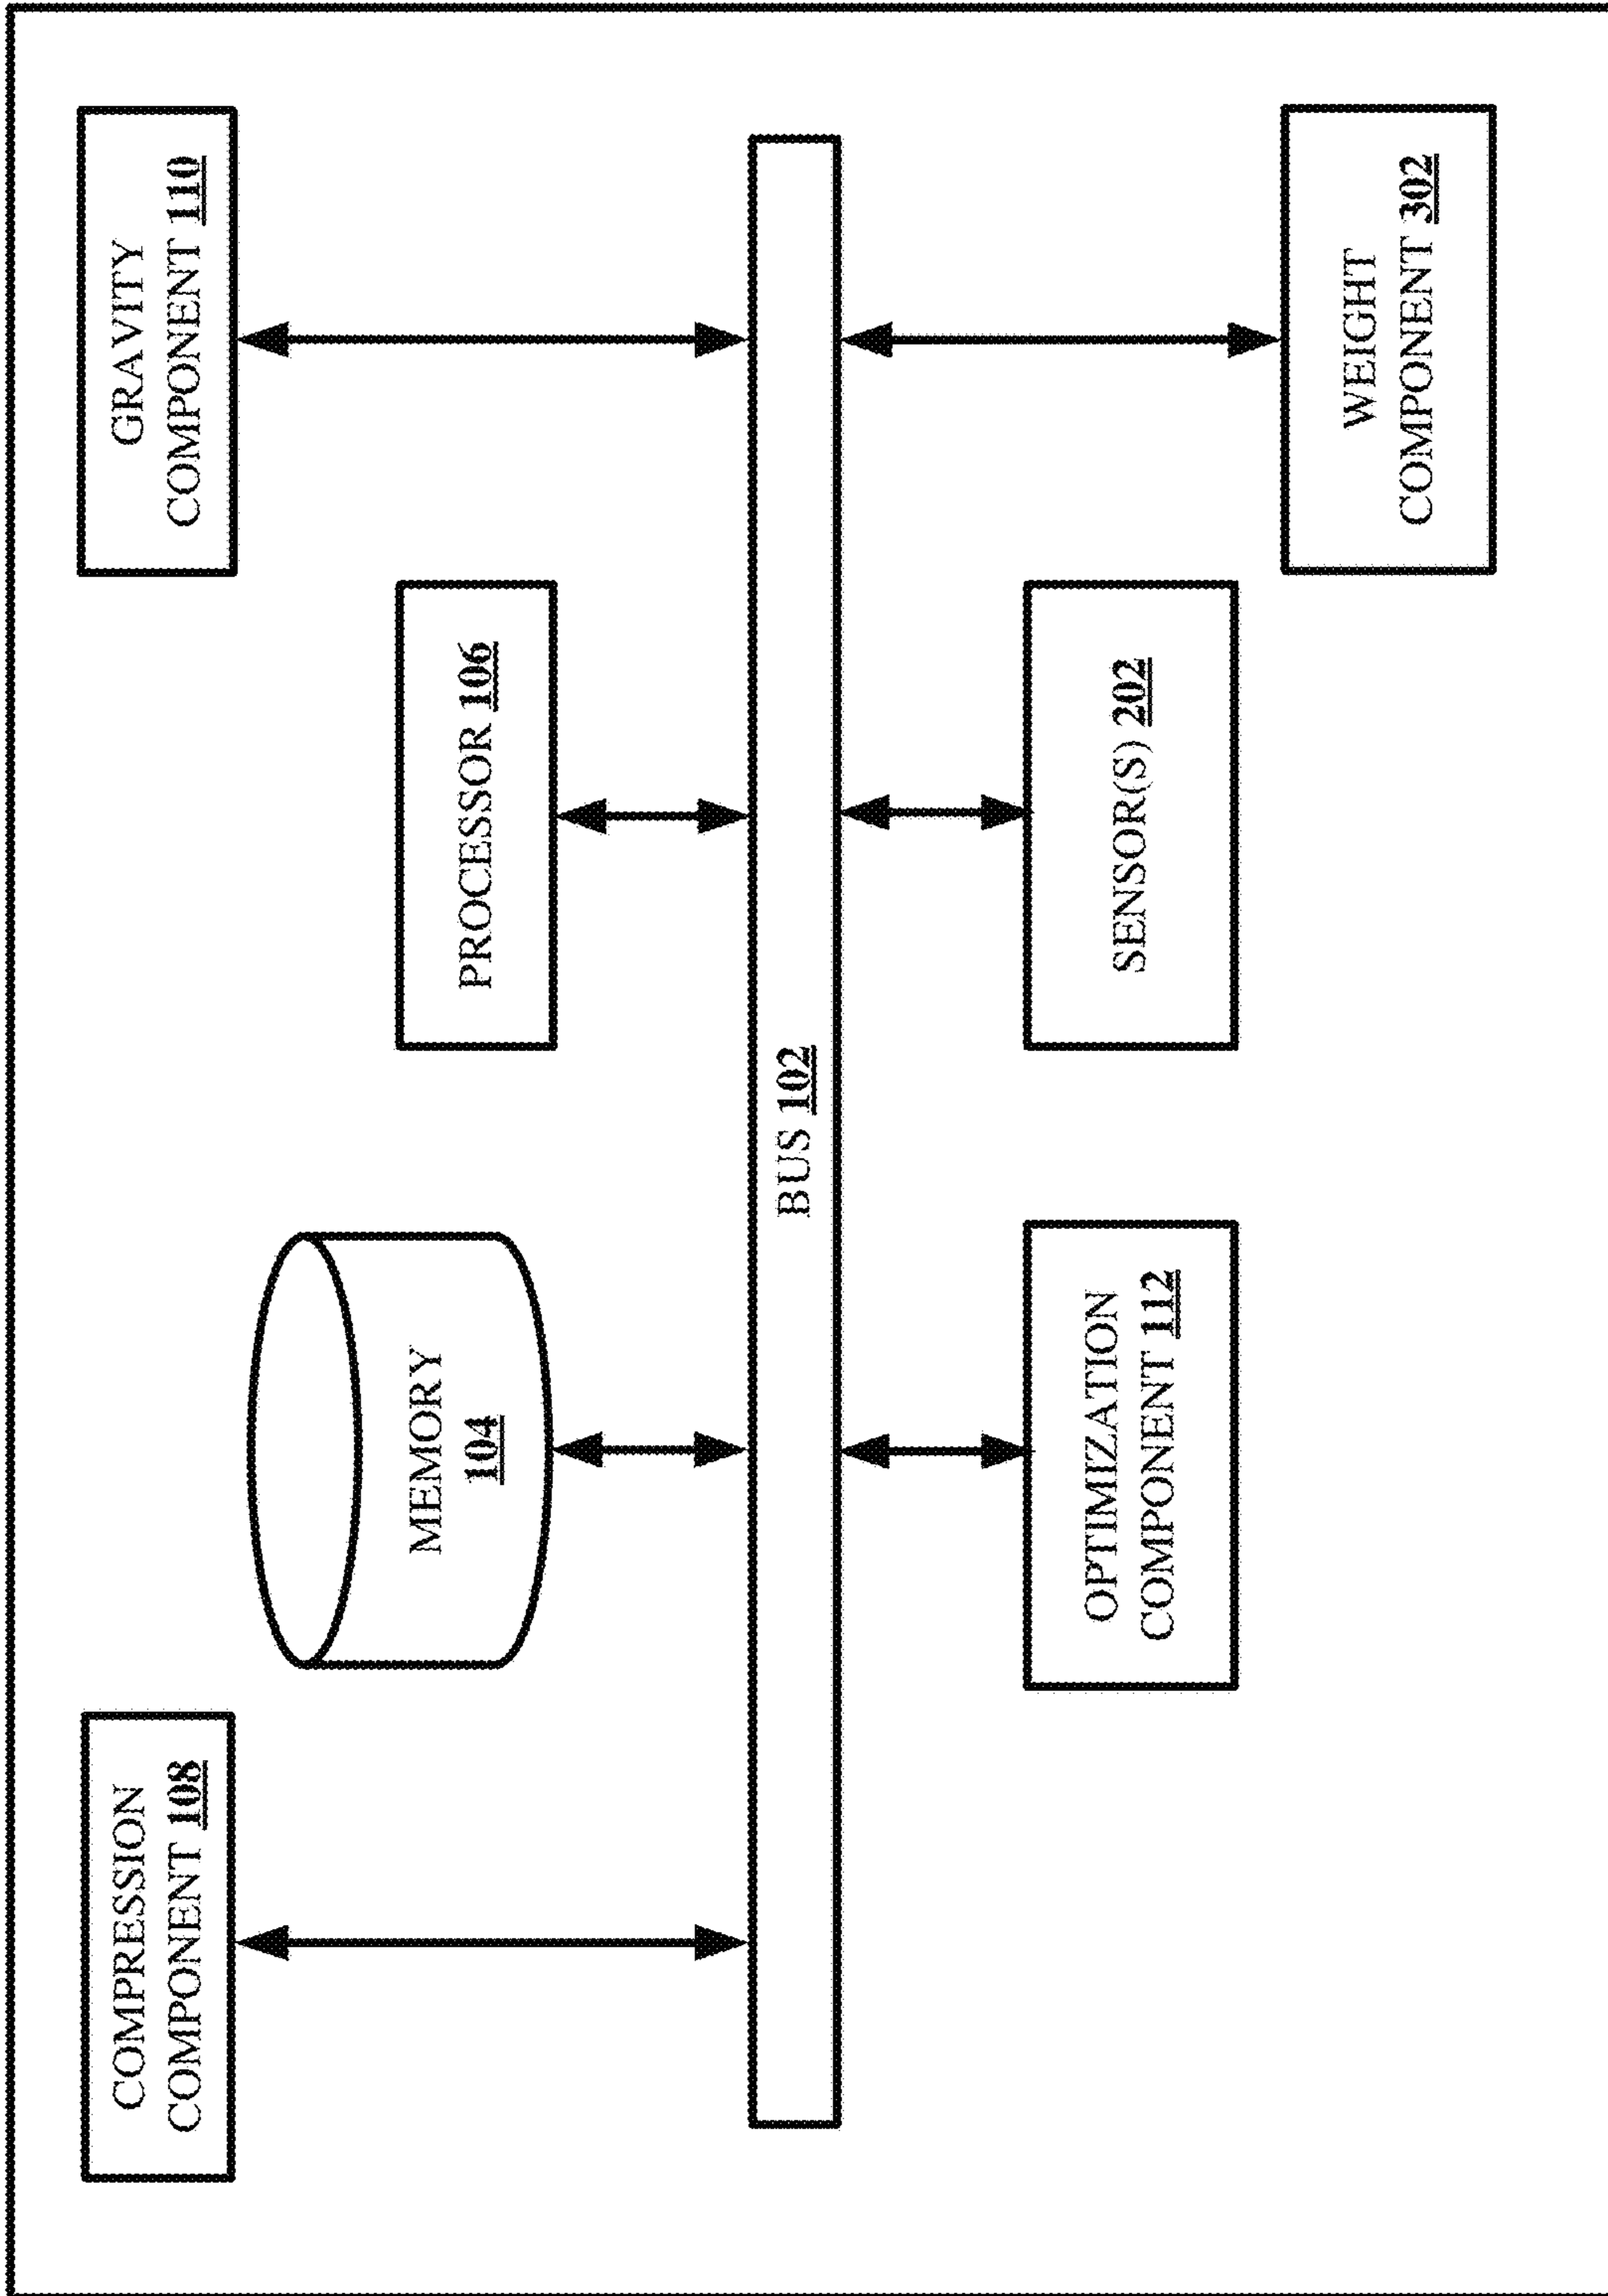 COMPRESSION
COMPONENT 108
MEMORY
104
PROCESSOR 106
GRAVITY
COMPONENT 110
BUS 102
OPTIMIZATION
COMPONENT 112
SENSOR(S) 202
WEIGHT
COMPONENT 302